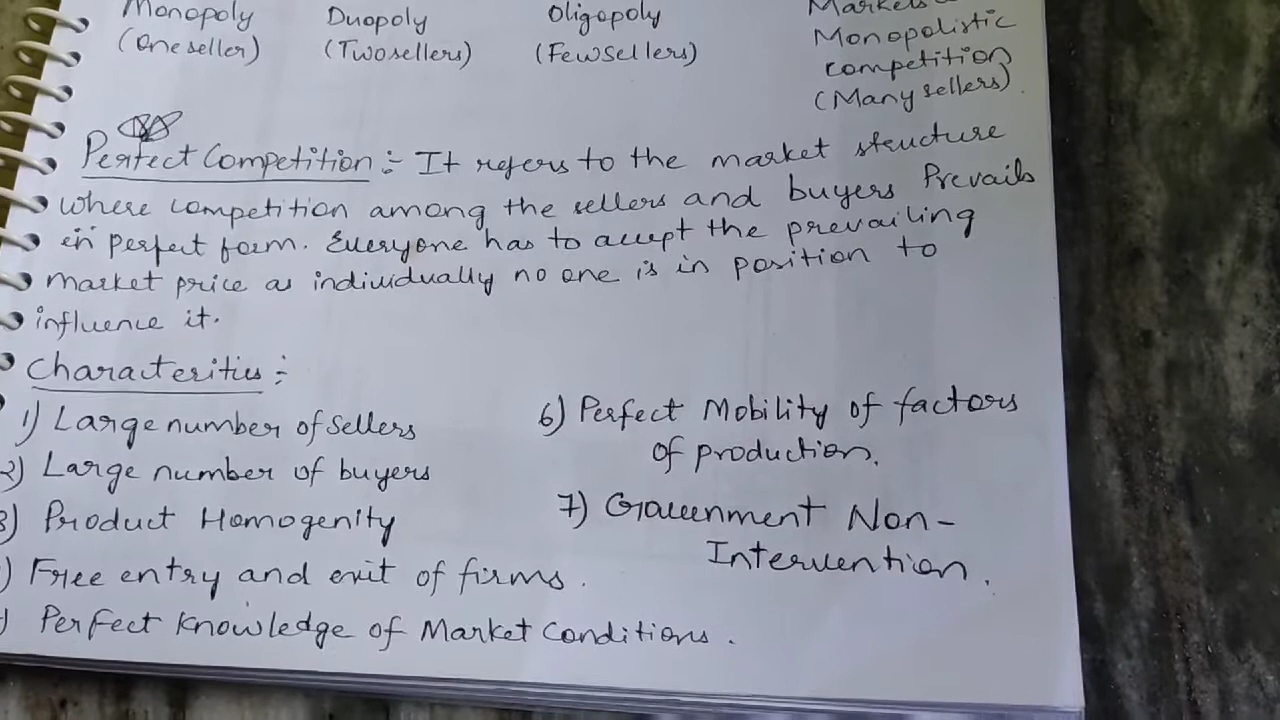 Monopoly Duopoly Oligopoly Markets
(One seller) (Two sellers) (Few sellers) Monopolistic
competition
(Many sellers).
Perfect Competition :- It refers to the market structure
where competition among the sellers and buyers Prevails
in perfect form. Everyone has to accept the prevailing
market price as individually no one is in position to
influence it.
Characterities :-
1) Large number of Sellers
2) Large number of buyers
3) Product Homogenity
) Free entry and exit of firms.
) Perfect Knowledge of Market Conditions.
6) Perfect Mobility of factors
of production.
7) Government Non-
Intervention.